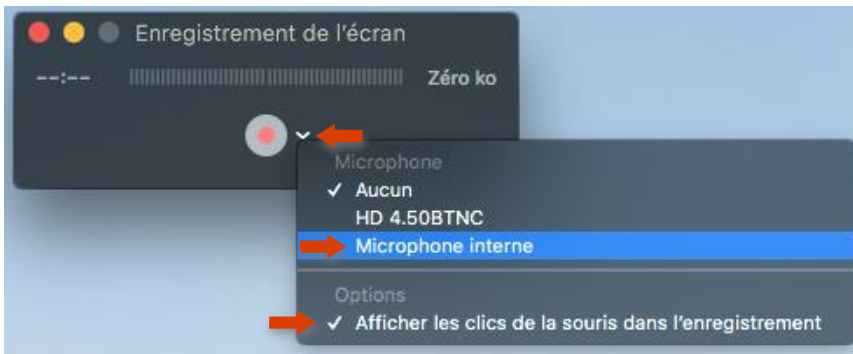 Enregistrement de l'écran
--:-- Zéro ko
Microphone
✓ Aucun
HD 4.50BTNC
Microphone interne
Options
✓ Afficher les clics de la souris dans l'enregistrement